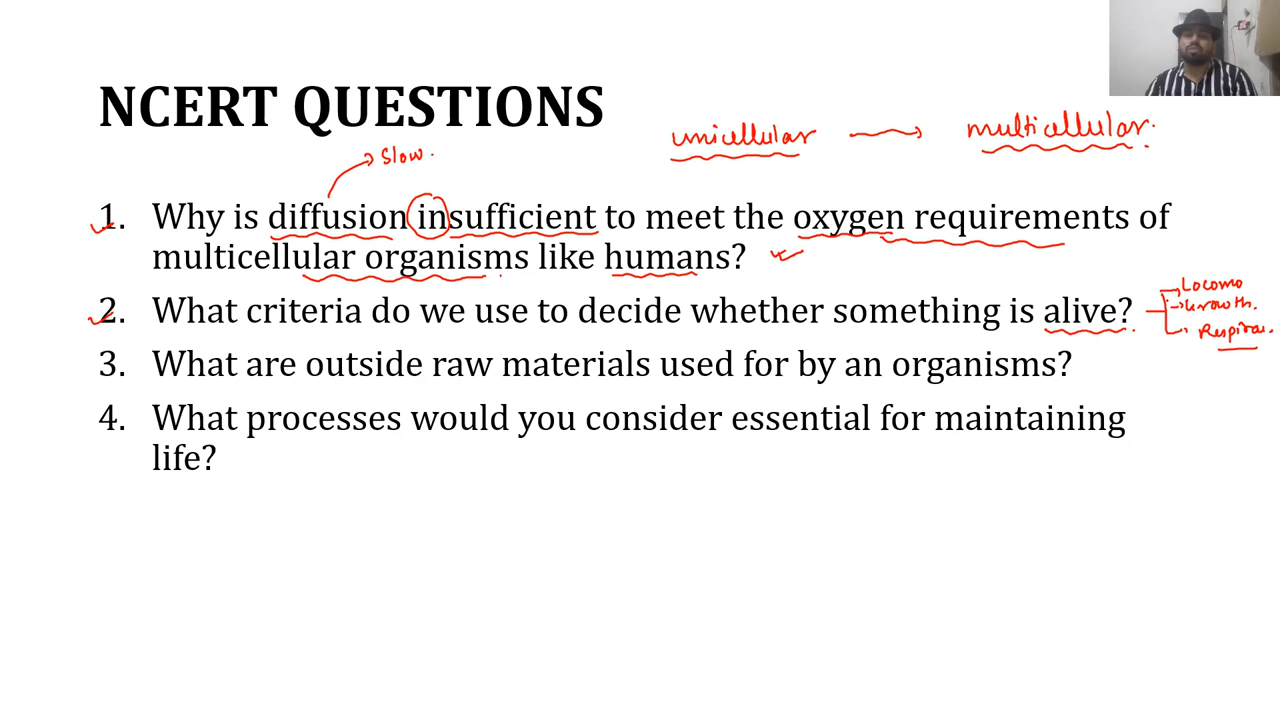 NCERT QUESTIONS
unicellular → multicellular.
→ Slow.
1. Why is diffusion insufficient to meet the oxygen requirements of
multicellular organisms like humans?
2. What criteria do we use to decide whether something is alive?
Locomo
Growth.
Respirat.
3. What are outside raw materials used for by an organisms?
4. What processes would you consider essential for maintaining
life?